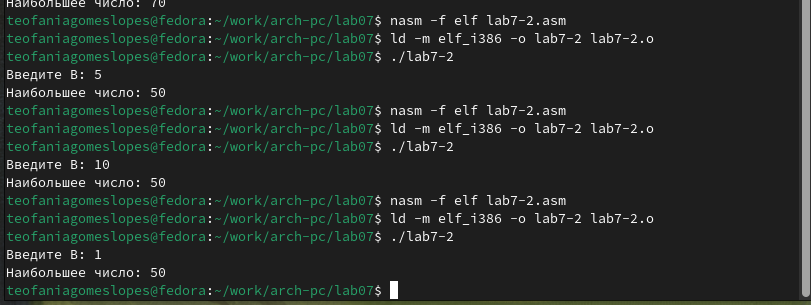 Наибольшее число: 70
teofaniagomeslopes@fedora:~/work/arch-pc/lab07$ nasm -f elf lab7-2.asm
teofaniagomeslopes@fedora:~/work/arch-pc/lab07$ ld -m elf_i386 -o lab7-2 lab7-2.o
teofaniagomeslopes@fedora:~/work/arch-pc/lab07$ ./lab7-2
Введите B: 5
Наибольшее число: 50
teofaniagomeslopes@fedora:~/work/arch-pc/lab07$ nasm -f elf lab7-2.asm
teofaniagomeslopes@fedora:~/work/arch-pc/lab07$ ld -m elf_i386 -o lab7-2 lab7-2.o
teofaniagomeslopes@fedora:~/work/arch-pc/lab07$ ./lab7-2
Введите B: 10
Наибольшее число: 50
teofaniagomeslopes@fedora:~/work/arch-pc/lab07$ nasm -f elf lab7-2.asm
teofaniagomeslopes@fedora:~/work/arch-pc/lab07$ ld -m elf_i386 -o lab7-2 lab7-2.o
teofaniagomeslopes@fedora:~/work/arch-pc/lab07$ ./lab7-2
Введите B: 1
Наибольшее число: 50
teofaniagomeslopes@fedora:~/work/arch-pc/lab07$